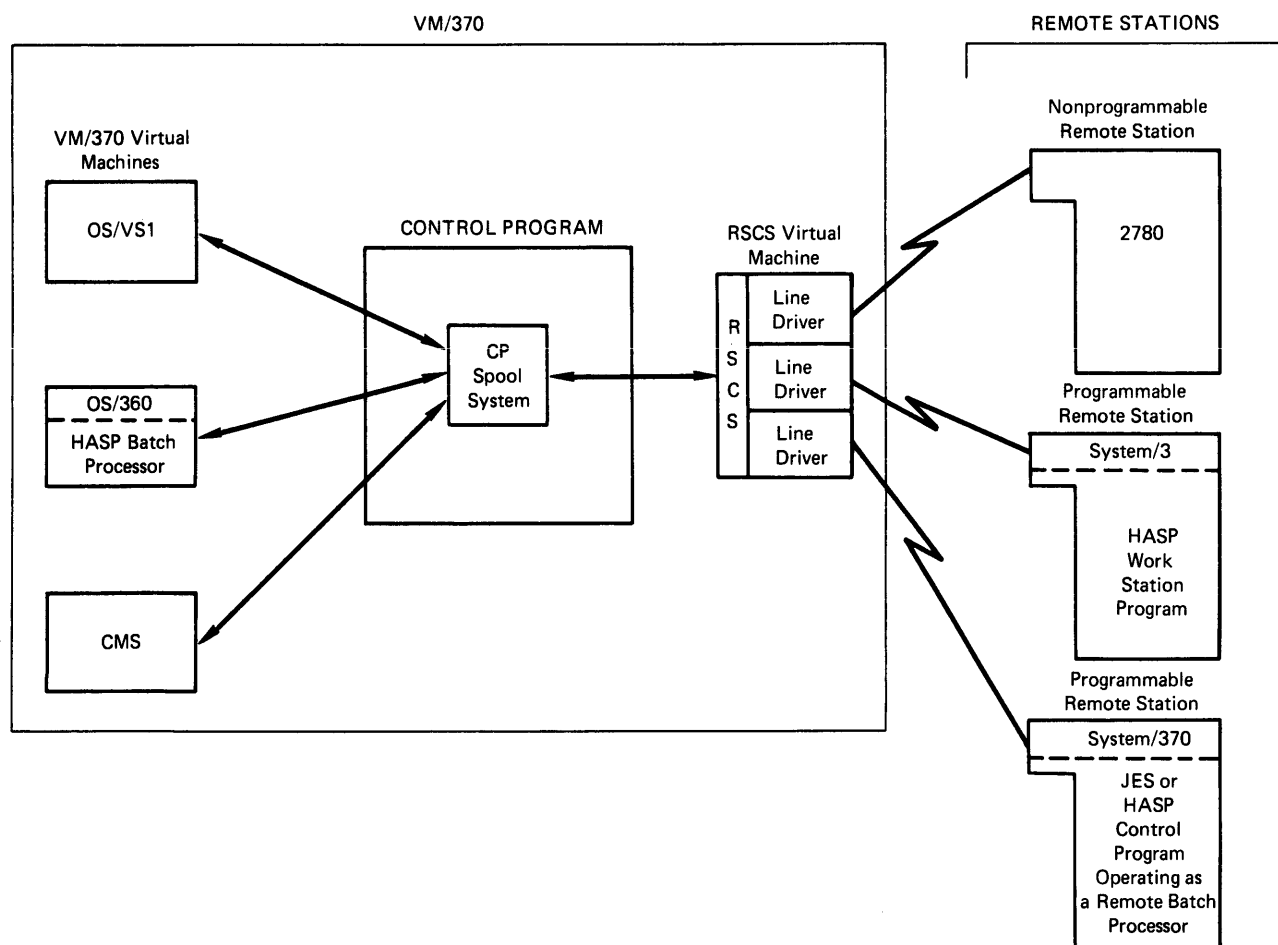 VM/370
REMOTE STATIONS
VM/370 Virtual
Machines
OS/VS1
OS/360
HASP Batch
Processor
CMS
CONTROL PROGRAM
CP
Spool
System
RSCS Virtual
Machine
R
S
C
S
Line
Driver
Line
Driver
Line
Driver
Nonprogrammable
Remote Station
2780
Programmable
Remote Station
System/3
HASP
Work
Station
Program
Programmable
Remote Station
System/370
JES or
HASP
Control
Program
Operating as
a Remote Batch
Processor